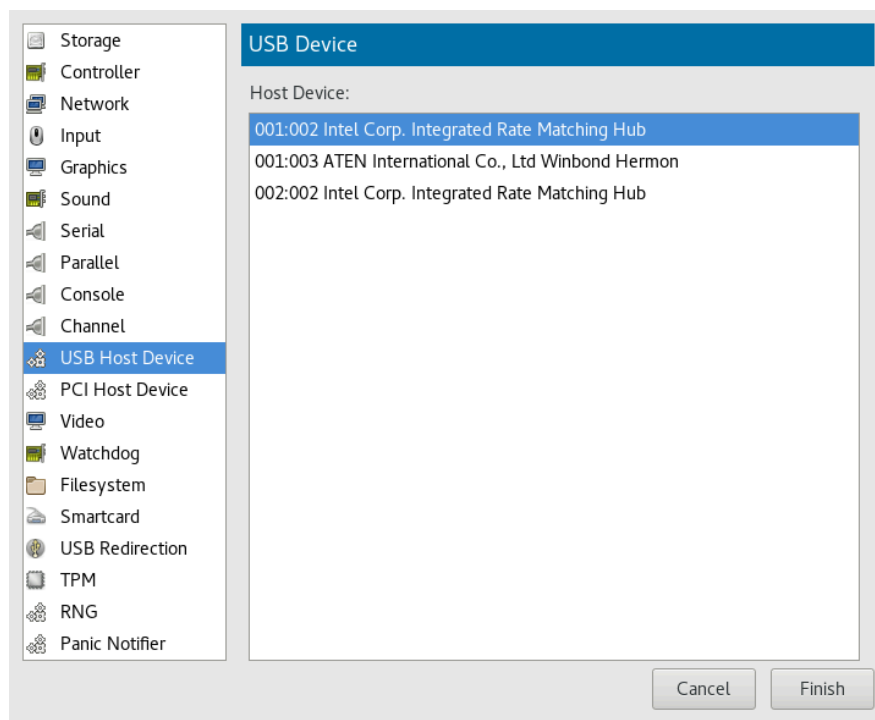 Storage
Controller
Network
Input
Graphics
Sound
Serial
Parallel
Console
Channel
USB Host Device
PCI Host Device
Video
Watchdog
Filesystem
Smartcard
USB Redirection
TPM
RNG
Panic Notifier
USB Device
Host Device:
001:002 Intel Corp. Integrated Rate Matching Hub
001:003 ATEN International Co., Ltd Winbond Hermon
002:002 Intel Corp. Integrated Rate Matching Hub
Cancel
Finish